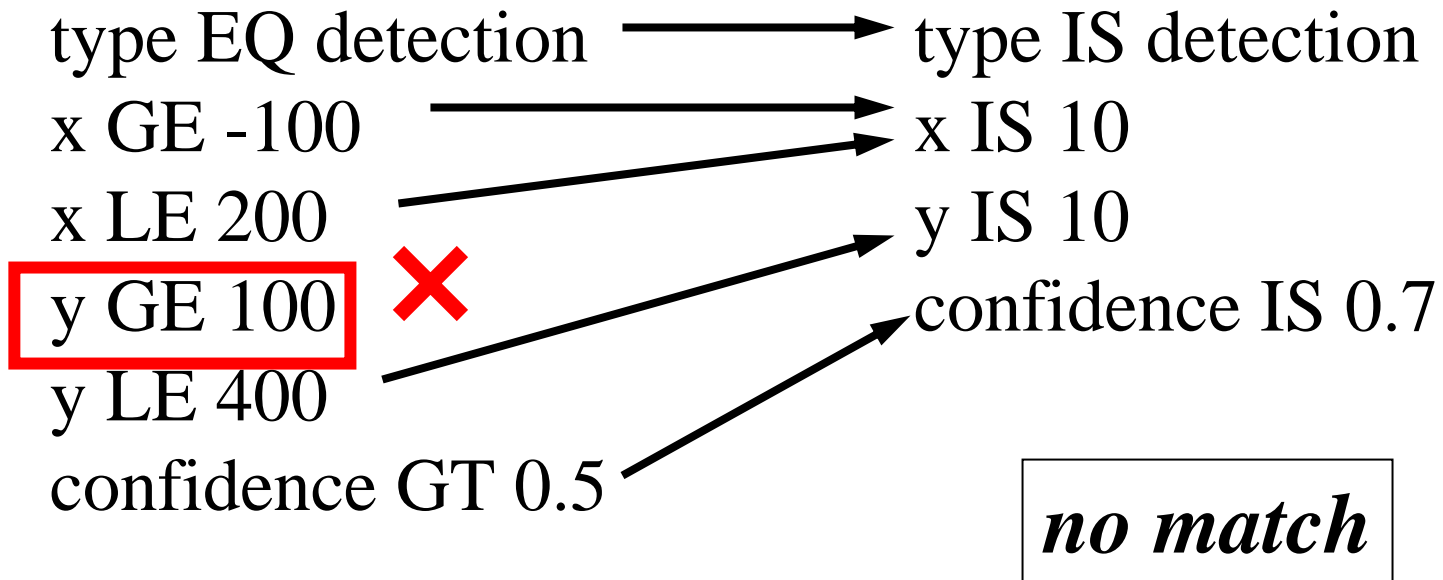 type EQ detection
x GE -100
x LE 200
y GE 100
y LE 400
confidence GT 0.5
type IS detection
x IS 10
y IS 10
confidence IS 0.7
no match